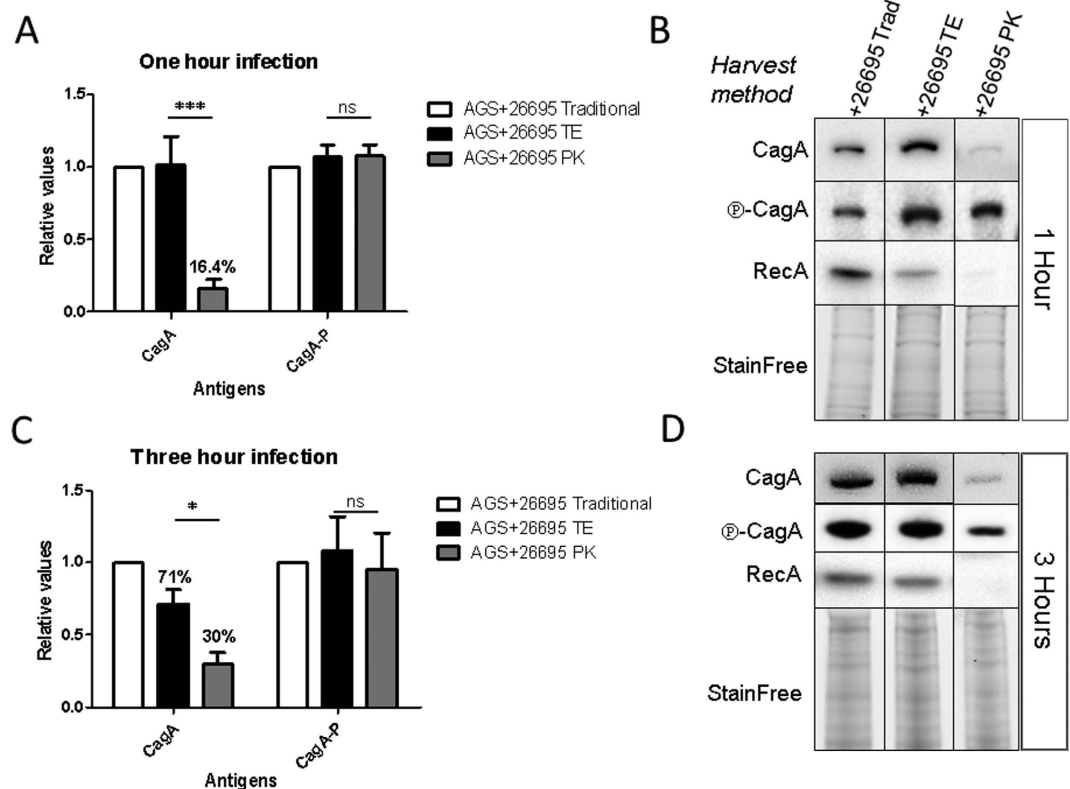 A
One hour infection
1.5
1.0
0.5
0.0
Relative values
***
ns
16.4%
CagA
CagA-P
Antigens
AGS+26695 Traditional
AGS+26695 TE
AGS+26695 PK
B
Harvest
method
+26695 Trad
+26695 TE
+26695 PK
CagA
Ⓟ-CagA
RecA
StainFree
1 Hour
C
Three hour infection
1.5
1.0
0.5
0.0
Relative values
*
ns
71%
30%
CagA
CagA-P
Antigens
AGS+26695 Traditional
AGS+26695 TE
AGS+26695 PK
D
CagA
Ⓟ-CagA
RecA
StainFree
3 Hours